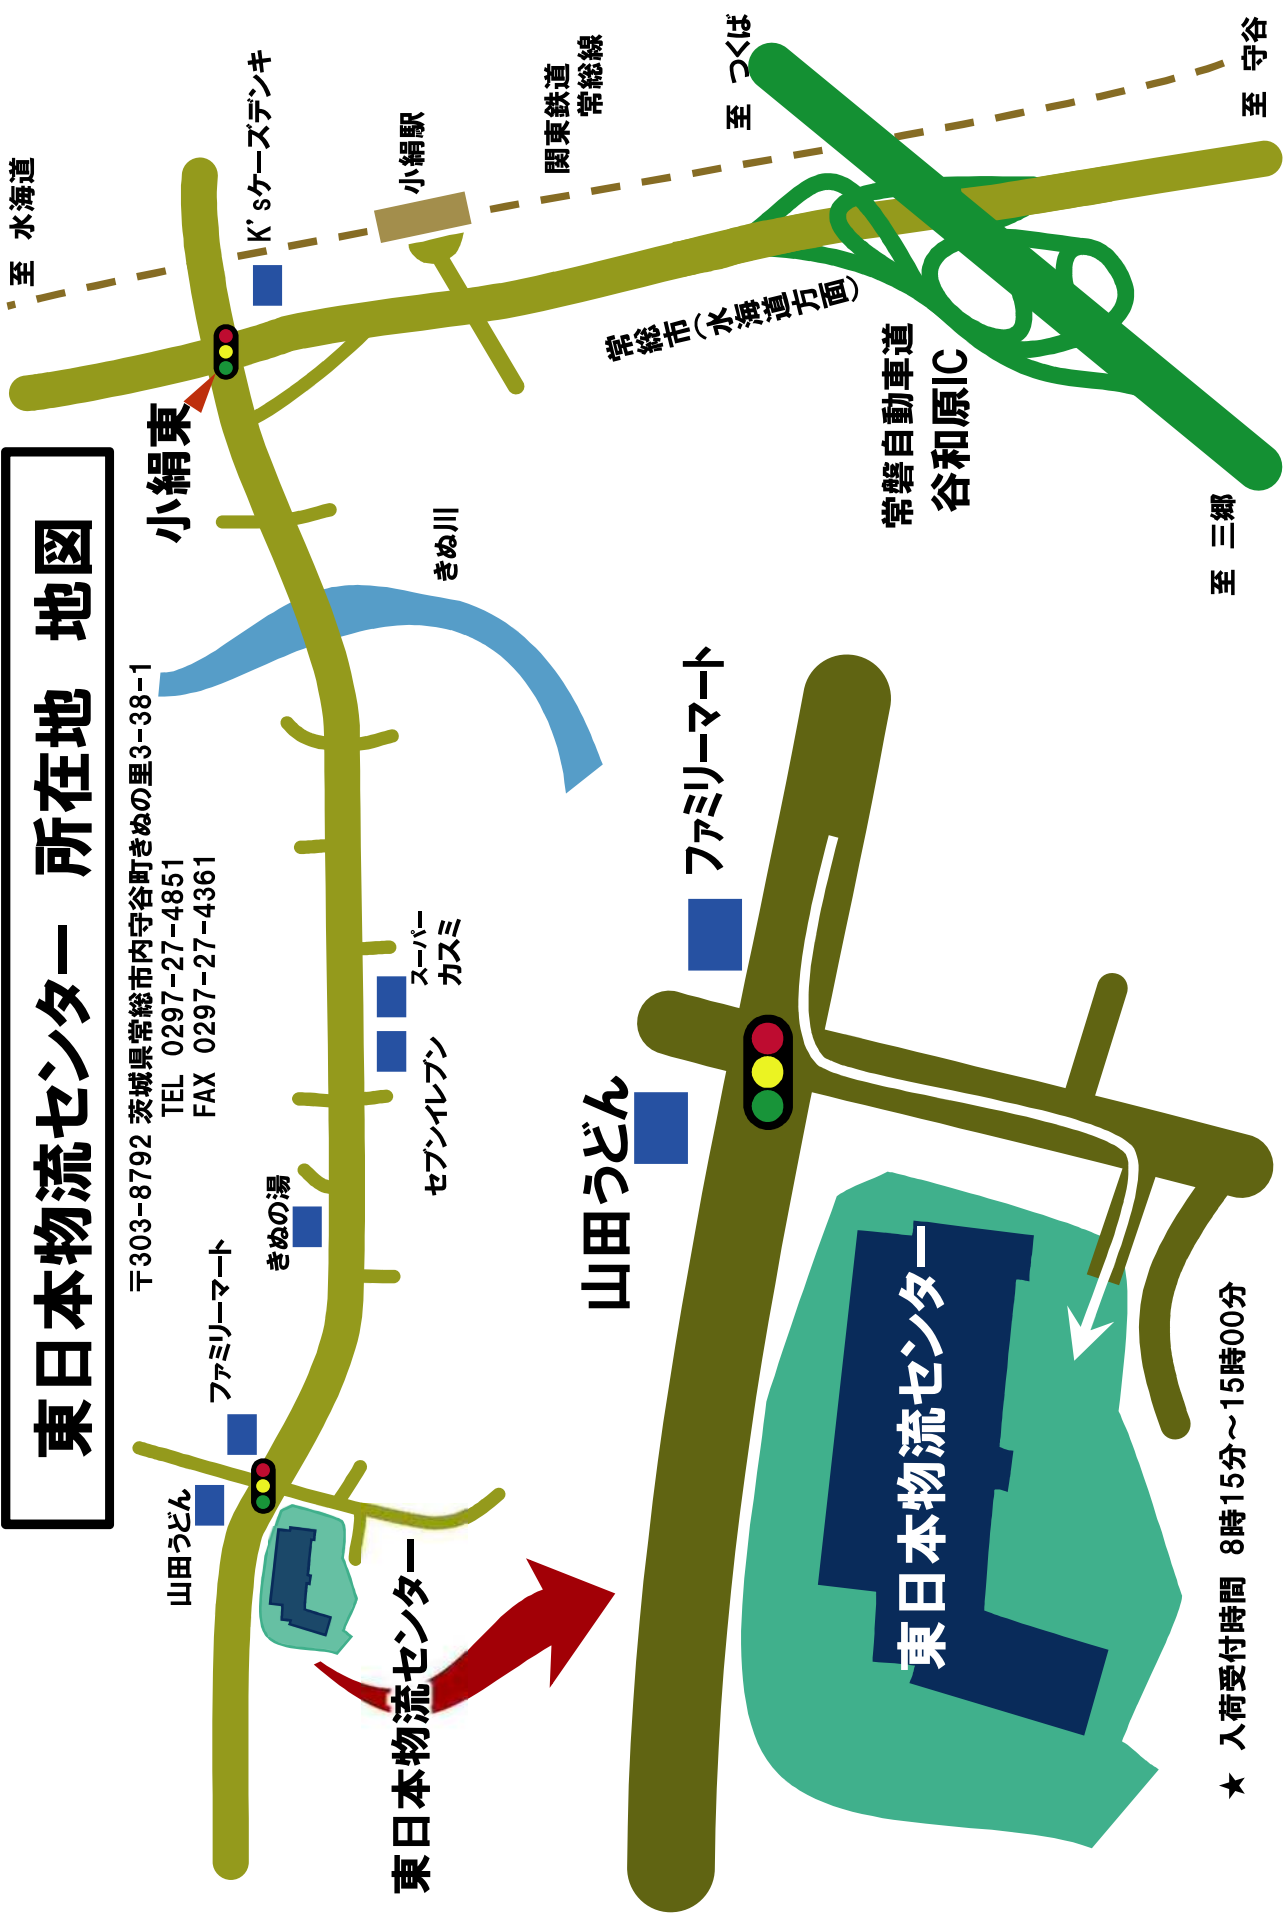 東日本物流センター 所在地 地図
〒303-8792 茨城県常総市内守谷町きぬの里3-38-1
TEL 0297-27-4851
FAX 0297-27-4361
至 水海道
K'sケーズデンキ
小絹駅
関東鉄道
常総線
至 つくば
至 守谷
小絹東
常総市(水海道方面)
常磐自動車道
谷和原IC
至 三郷
きぬ川
スーパー
カスミ
セブンイレブン
きぬの湯
ファミリーマート
山田うどん
東日本物流センター
ファミリーマート
山田うどん
東日本物流センター
★ 入荷受付時間 8時15分～15時00分